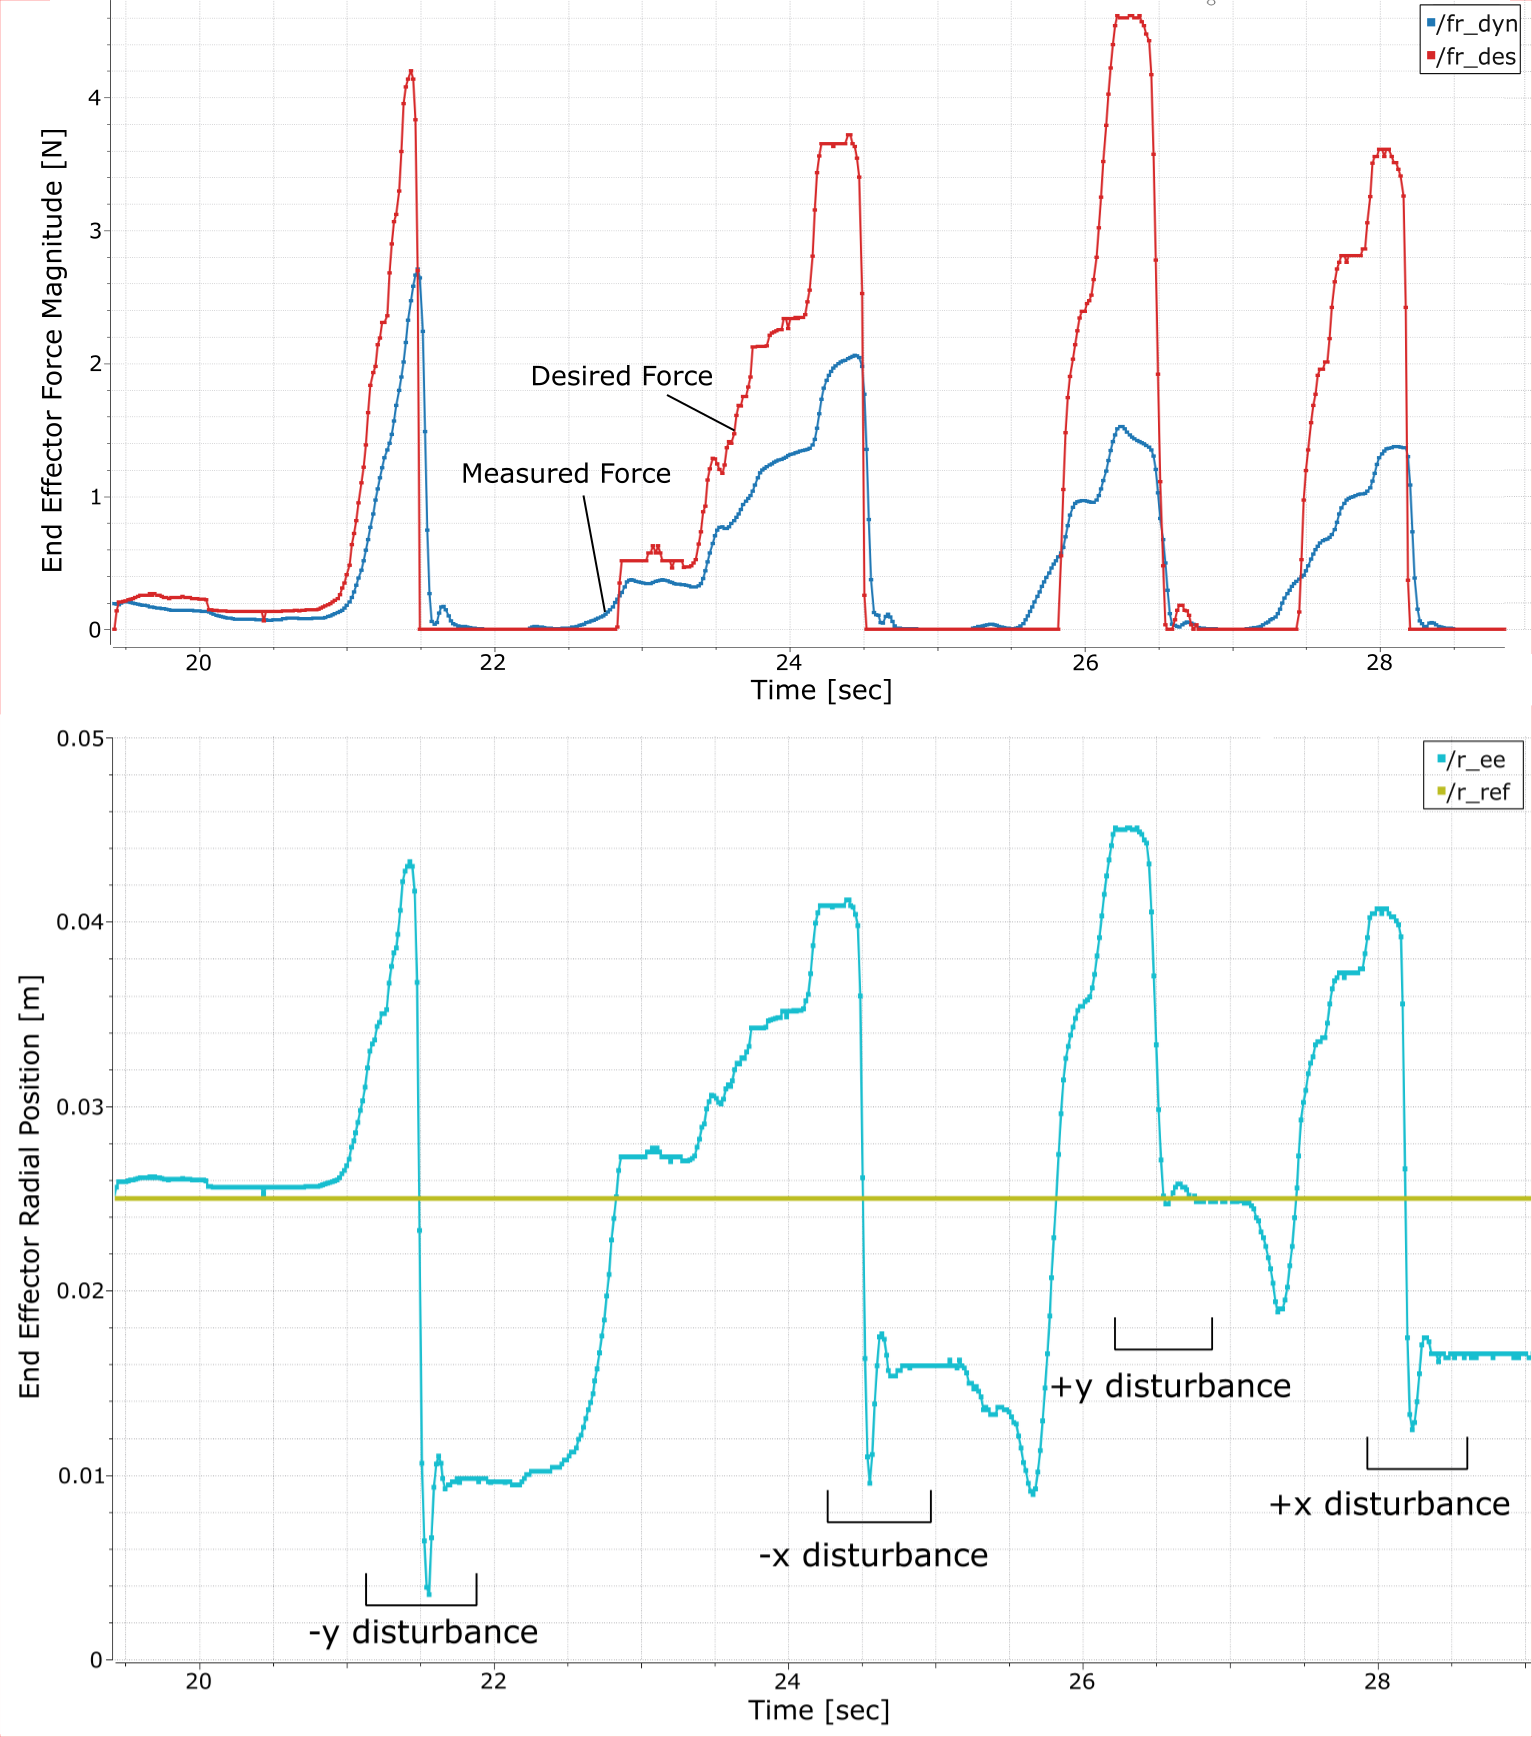 /fr_dyn
/fr_des
End Effector Force Magnitude [N]
4
3
2
1
0
Desired Force
Measured Force
20 22 24 26 28
Time [sec]
/r_ee
/r_ref
End Effector Radial Position [m]
0.05
0.04
0.03
0.02
0.01
0
+y disturbance
+x disturbance
-x disturbance
-y disturbance
20 22 24 26 28
Time [sec]